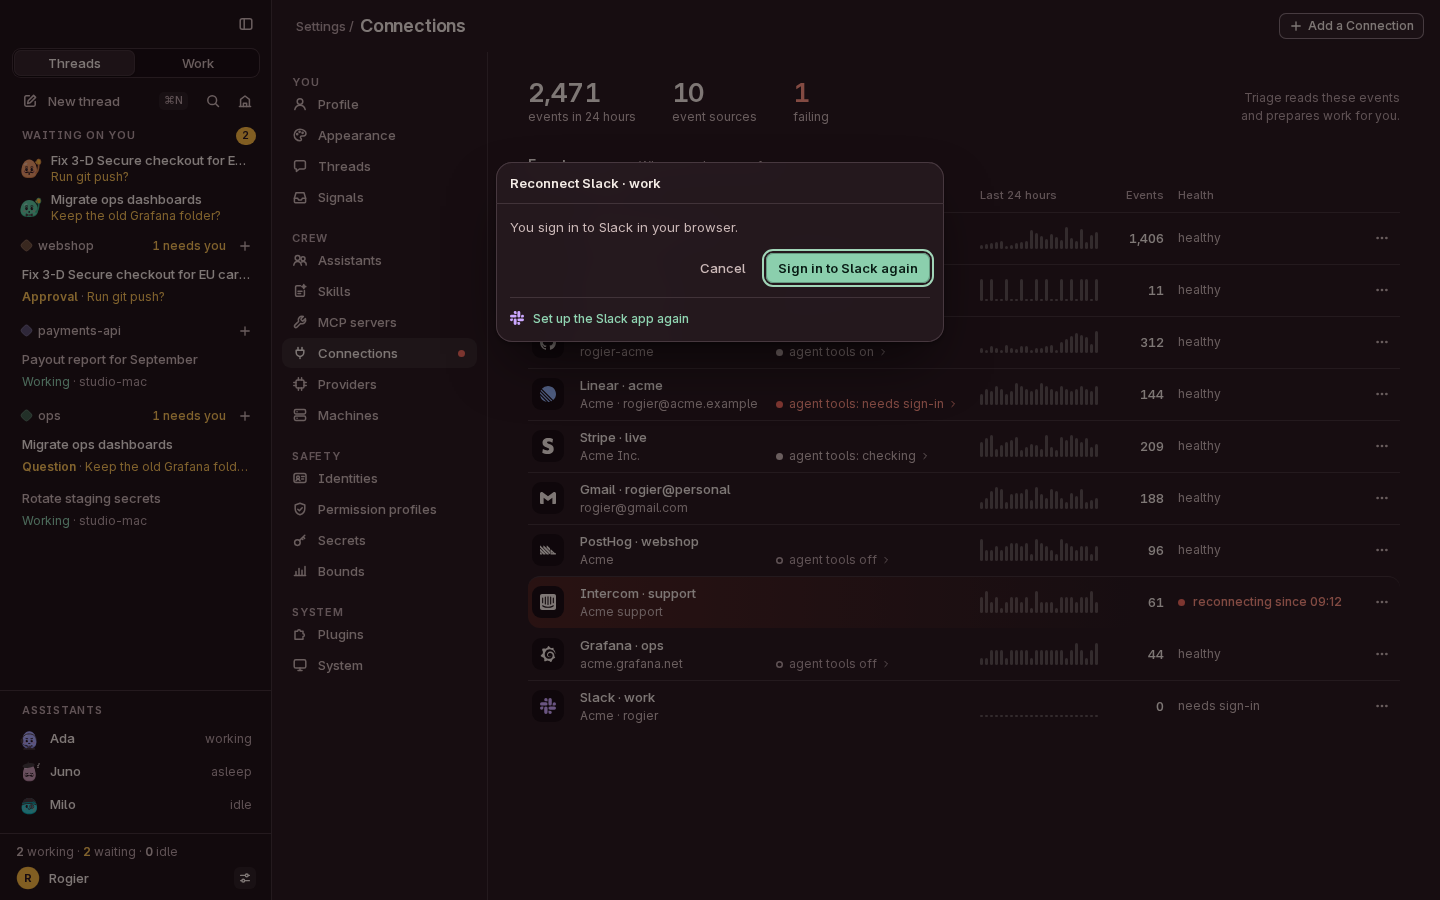 Settings / Connections
Add a Connection
Threads
Work
New thread
⌘N
WAITING ON YOU
2
Fix 3-D Secure checkout for E…
Run git push?
Migrate ops dashboards
Keep the old Grafana folder?
webshop
1 needs you
Fix 3-D Secure checkout for EU car…
Approval · Run git push?
payments-api
Payout report for September
Working · studio-mac
ops
1 needs you
Migrate ops dashboards
Question · Keep the old Grafana fold…
Rotate staging secrets
Working · studio-mac
ASSISTANTS
Ada
working
Juno
asleep
Milo
idle
2 working · 2 waiting · 0 idle
R
Rogier
YOU
Profile
Appearance
Threads
Signals
CREW
Assistants
Skills
MCP servers
Connections
Providers
Machines
SAFETY
Identities
Permission profiles
Secrets
Bounds
SYSTEM
Plugins
System
2,471
events in 24 hours
10
event sources
1
failing
Triage reads these events
and prepares work for you.
Reconnect Slack · work
You sign in to Slack in your browser.
Cancel
Sign in to Slack again
Set up the Slack app again
Last 24 hours
Events
Health
1,406
healthy
11
healthy
rogier-acme
agent tools on
312
healthy
Linear · acme
Acme · rogier@acme.example
agent tools: needs sign-in
144
healthy
Stripe · live
Acme Inc.
agent tools: checking
209
healthy
Gmail · rogier@personal
rogier@gmail.com
188
healthy
PostHog · webshop
Acme
agent tools off
96
healthy
Intercom · support
Acme support
61
reconnecting since 09:12
Grafana · ops
acme.grafana.net
agent tools off
44
healthy
Slack · work
Acme · rogier
0
needs sign-in